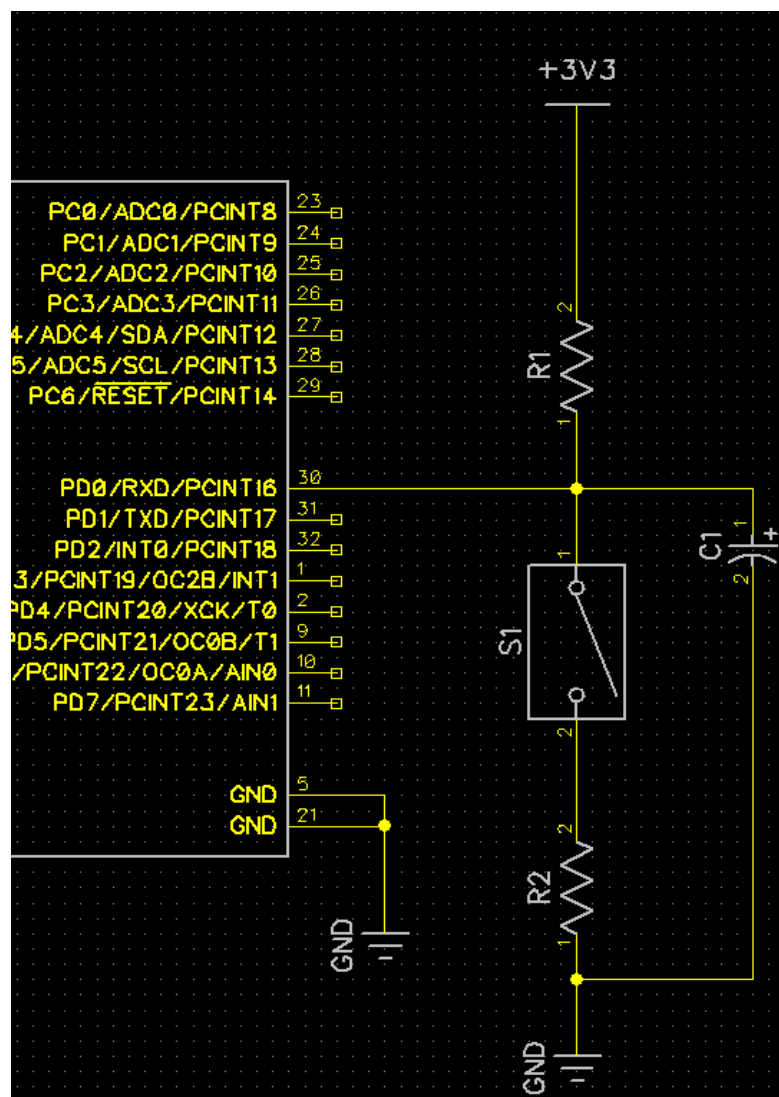 +3V3
PC0/ADC0/PCINT8 23
PC1/ADC1/PCINT9 24
PC2/ADC2/PCINT10 25
PC3/ADC3/PCINT11 26
4/ADC4/SDA/PCINT12 27
5/ADC5/SCL/PCINT13 28
PC6/RESET/PCINT14 29
2
R1
1
PD0/RXD/PCINT16 30
PD1/TXD/PCINT17 31
PD2/INT0/PCINT18 32
3/PCINT19/OC2B/INT1 1
PD4/PCINT20/XCK/T0 2
PD5/PCINT21/OC0B/T1 9
/PCINT22/OC0A/AIN0 10
PD7/PCINT23/AIN1 11
1
S1
2
1
+
C1
2
GND 5
GND 21
GND
2
R2
1
GND